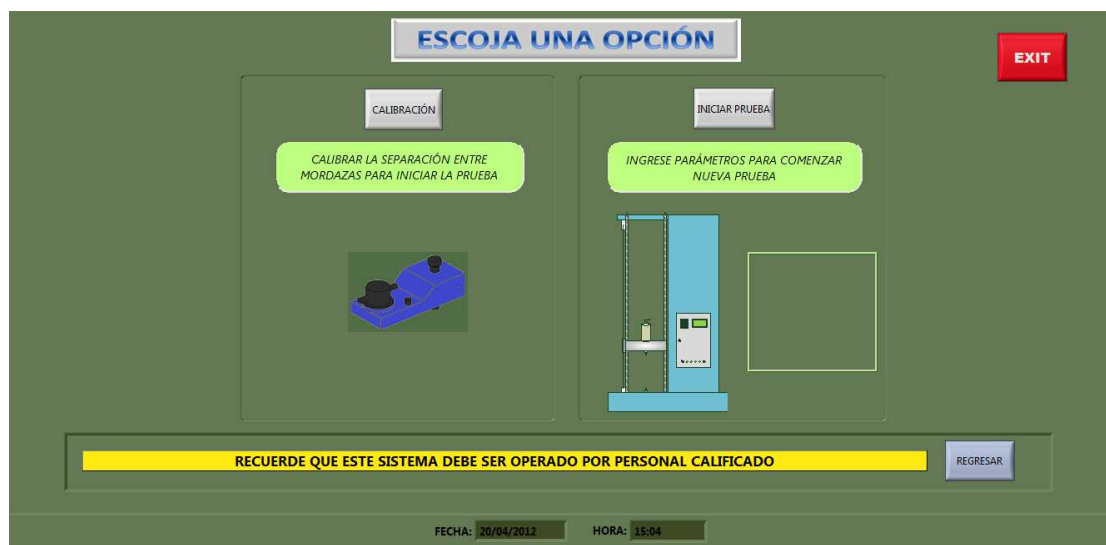 ESCOJA UNA OPCIÓN
EXIT
CALIBRACIÓN
CALIBRAR LA SEPARACIÓN ENTRE
MORDAZAS PARA INICIAR LA PRUEBA
INICIAR PRUEBA
INGRESE PARÁMETROS PARA COMENZAR
NUEVA PRUEBA
RECUERDE QUE ESTE SISTEMA DEBE SER OPERADO POR PERSONAL CALIFICADO
REGRESAR
FECHA: 20/04/2012 HORA: 15:04